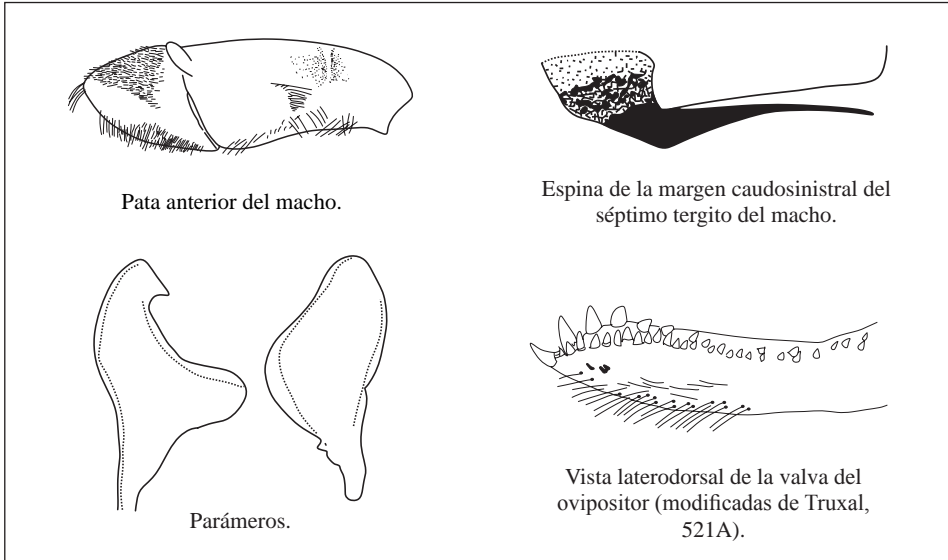 Pata anterior del macho.
Espina de la margen caudosinistral del
séptimo tergito del macho.
Parámeros.
Vista laterodorsal de la valva del
ovipositor (modificadas de Truxal,
521A).